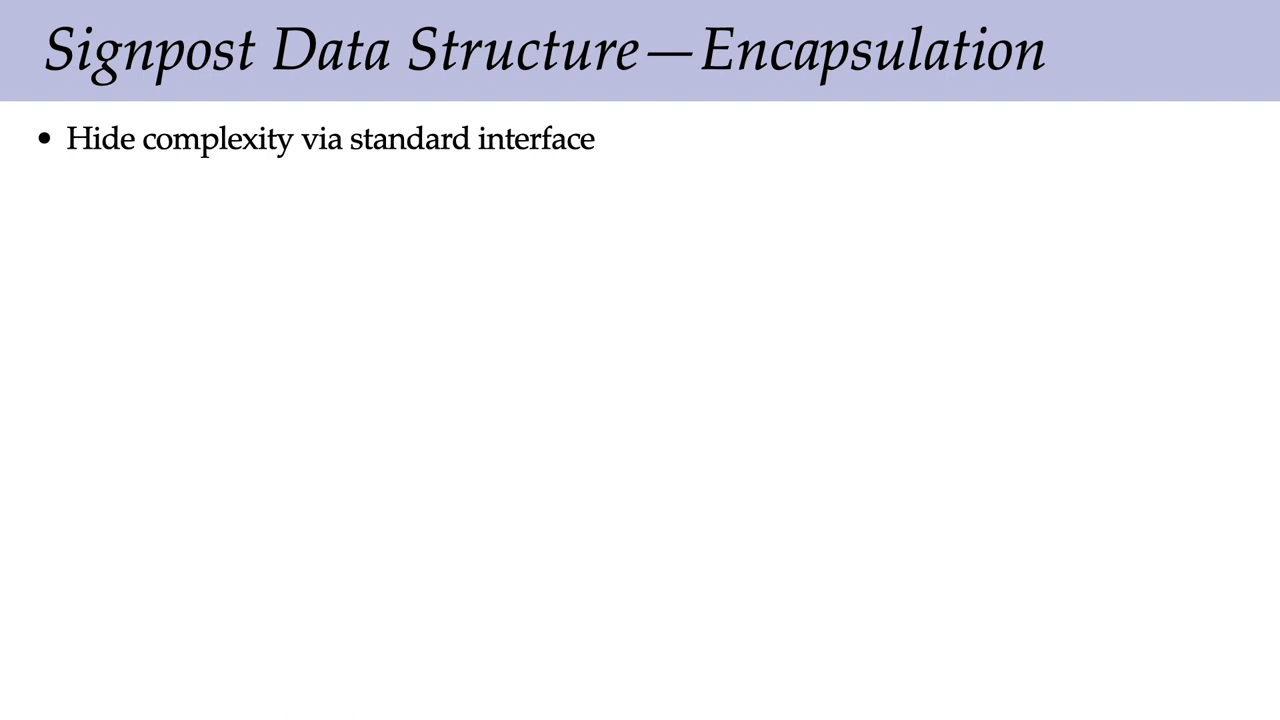 Signpost Data Structure—Encapsulation
• Hide complexity via standard interface